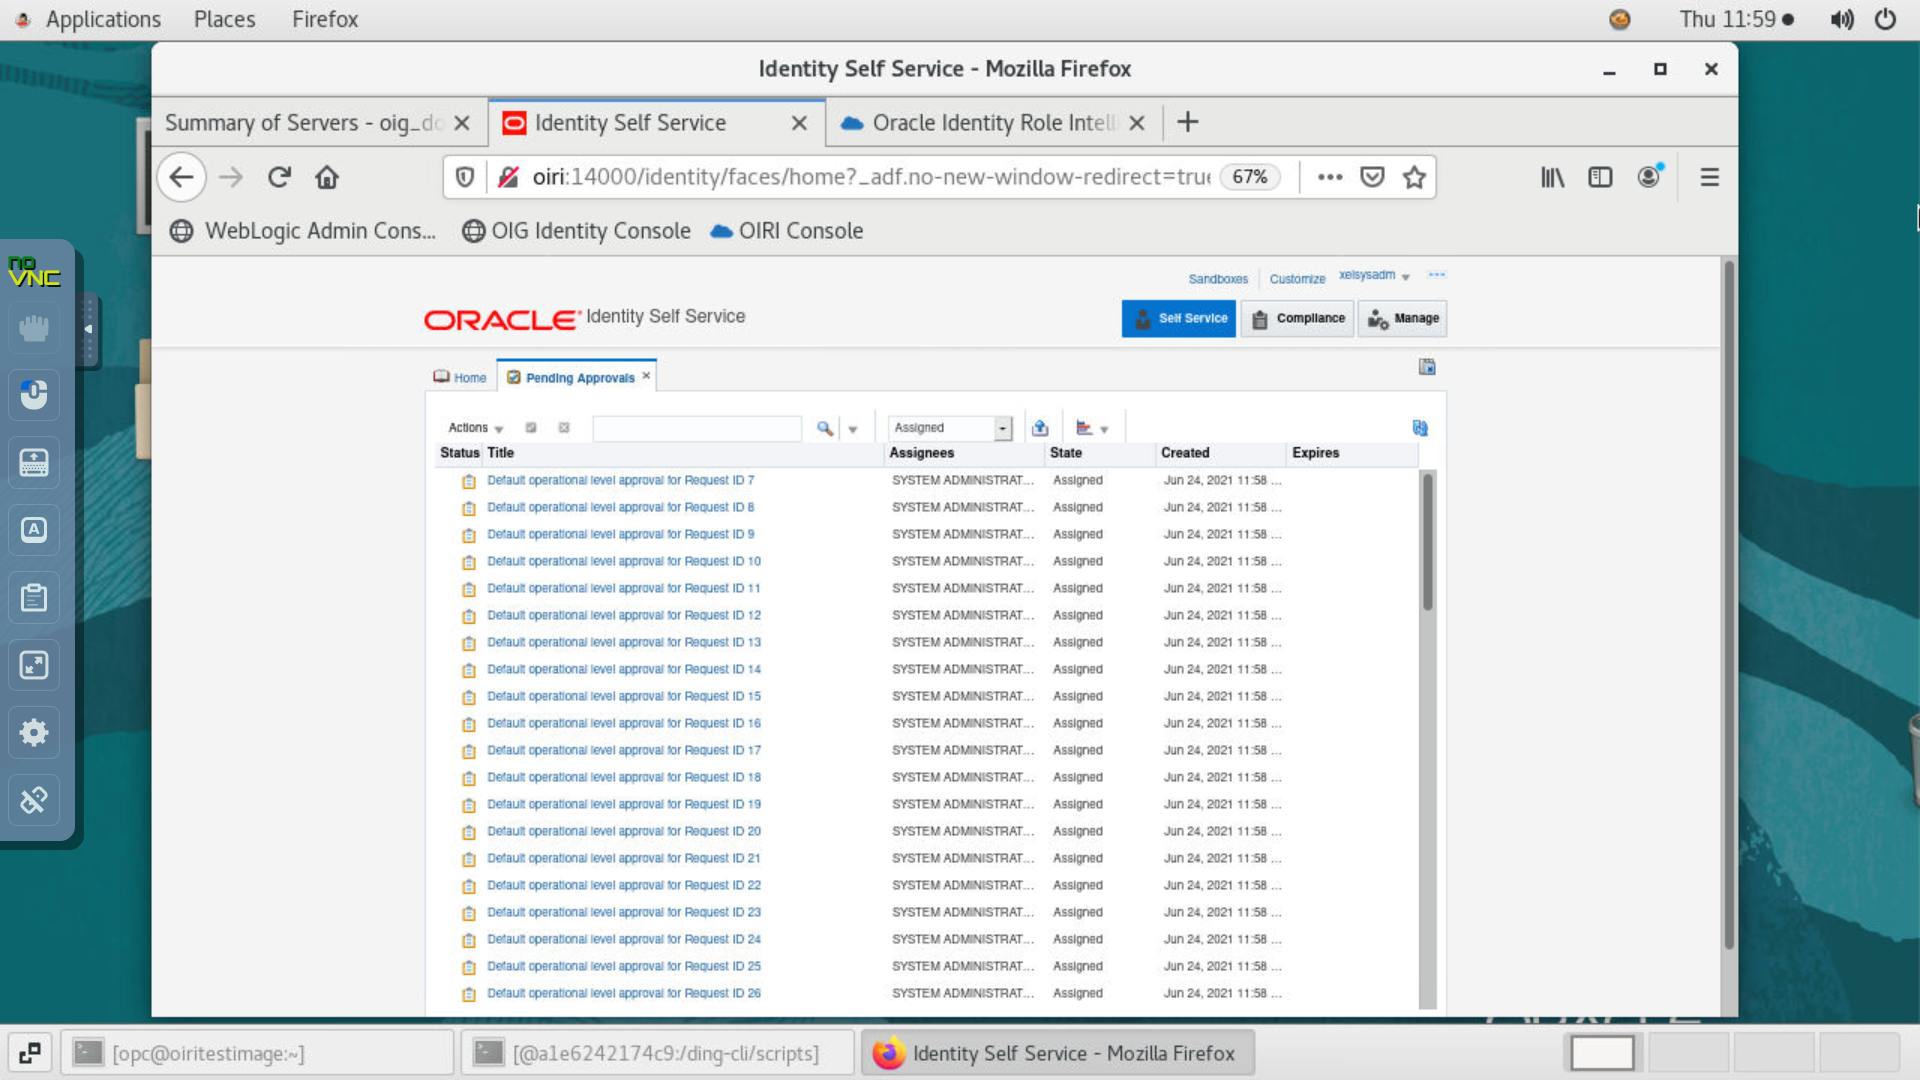 Applications Places Firefox Thu 11:59
Identity Self Service - Mozilla Firefox
Summary of Servers - oig_do Identity Self Service Oracle Identity Role Intelli
oiri:14000/identity/faces/home?_adf.no-new-window-redirect=true 67%
WebLogic Admin Cons... OIG Identity Console OIRI Console
no
VNC
Sandboxes Customize xelsysadm
ORACLE Identity Self Service
Self Service Compliance Manage
Home Pending Approvals
Actions Assigned
Status Title Assignees State Created Expires
Default operational level approval for Request ID 7 SYSTEM ADMINISTRAT... Assigned Jun 24, 2021 11:58 ...
Default operational level approval for Request ID 8 SYSTEM ADMINISTRAT... Assigned Jun 24, 2021 11:58 ...
Default operational level approval for Request ID 9 SYSTEM ADMINISTRAT... Assigned Jun 24, 2021 11:58 ...
Default operational level approval for Request ID 10 SYSTEM ADMINISTRAT... Assigned Jun 24, 2021 11:58 ...
Default operational level approval for Request ID 11 SYSTEM ADMINISTRAT... Assigned Jun 24, 2021 11:58 ...
Default operational level approval for Request ID 12 SYSTEM ADMINISTRAT... Assigned Jun 24, 2021 11:58 ...
Default operational level approval for Request ID 13 SYSTEM ADMINISTRAT... Assigned Jun 24, 2021 11:58 ...
Default operational level approval for Request ID 14 SYSTEM ADMINISTRAT... Assigned Jun 24, 2021 11:58 ...
Default operational level approval for Request ID 15 SYSTEM ADMINISTRAT... Assigned Jun 24, 2021 11:58 ...
Default operational level approval for Request ID 16 SYSTEM ADMINISTRAT... Assigned Jun 24, 2021 11:58 ...
Default operational level approval for Request ID 17 SYSTEM ADMINISTRAT... Assigned Jun 24, 2021 11:58 ...
Default operational level approval for Request ID 18 SYSTEM ADMINISTRAT... Assigned Jun 24, 2021 11:58 ...
Default operational level approval for Request ID 19 SYSTEM ADMINISTRAT... Assigned Jun 24, 2021 11:58 ...
Default operational level approval for Request ID 20 SYSTEM ADMINISTRAT... Assigned Jun 24, 2021 11:58 ...
Default operational level approval for Request ID 21 SYSTEM ADMINISTRAT... Assigned Jun 24, 2021 11:58 ...
Default operational level approval for Request ID 22 SYSTEM ADMINISTRAT... Assigned Jun 24, 2021 11:58 ...
Default operational level approval for Request ID 23 SYSTEM ADMINISTRAT... Assigned Jun 24, 2021 11:58 ...
Default operational level approval for Request ID 24 SYSTEM ADMINISTRAT... Assigned Jun 24, 2021 11:58 ...
Default operational level approval for Request ID 25 SYSTEM ADMINISTRAT... Assigned Jun 24, 2021 11:58 ...
Default operational level approval for Request ID 26 SYSTEM ADMINISTRAT... Assigned Jun 24, 2021 11:58 ...
[opc@oiritestimage:~] [@a1e6242174c9:/ding-cli/scripts] Identity Self Service - Mozilla Firefox